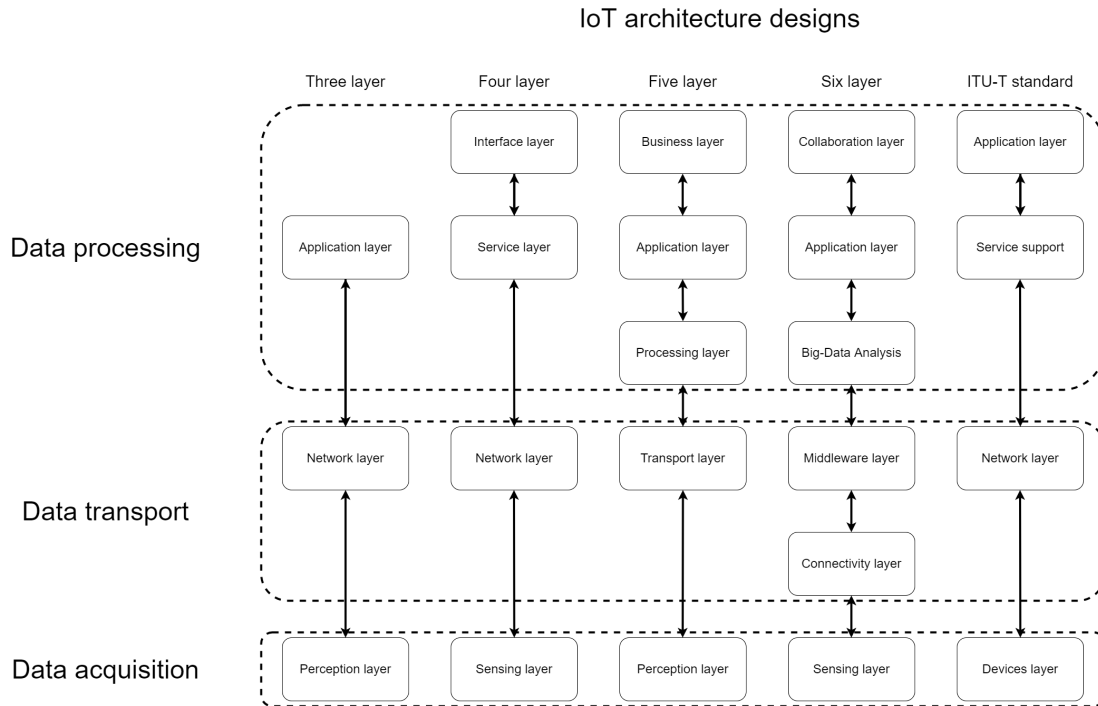 IoT architecture designs
Three layer
Four layer
Five layer
Six layer
ITU-T standard
Interface layer
Business layer
Collaboration layer
Application layer
Data processing
Application layer
Service layer
Application layer
Application layer
Service support
Processing layer
Big-Data Analysis
Network layer
Network layer
Transport layer
Middleware layer
Network layer
Data transport
Connectivity layer
Data acquisition
Perception layer
Sensing layer
Perception layer
Sensing layer
Devices layer